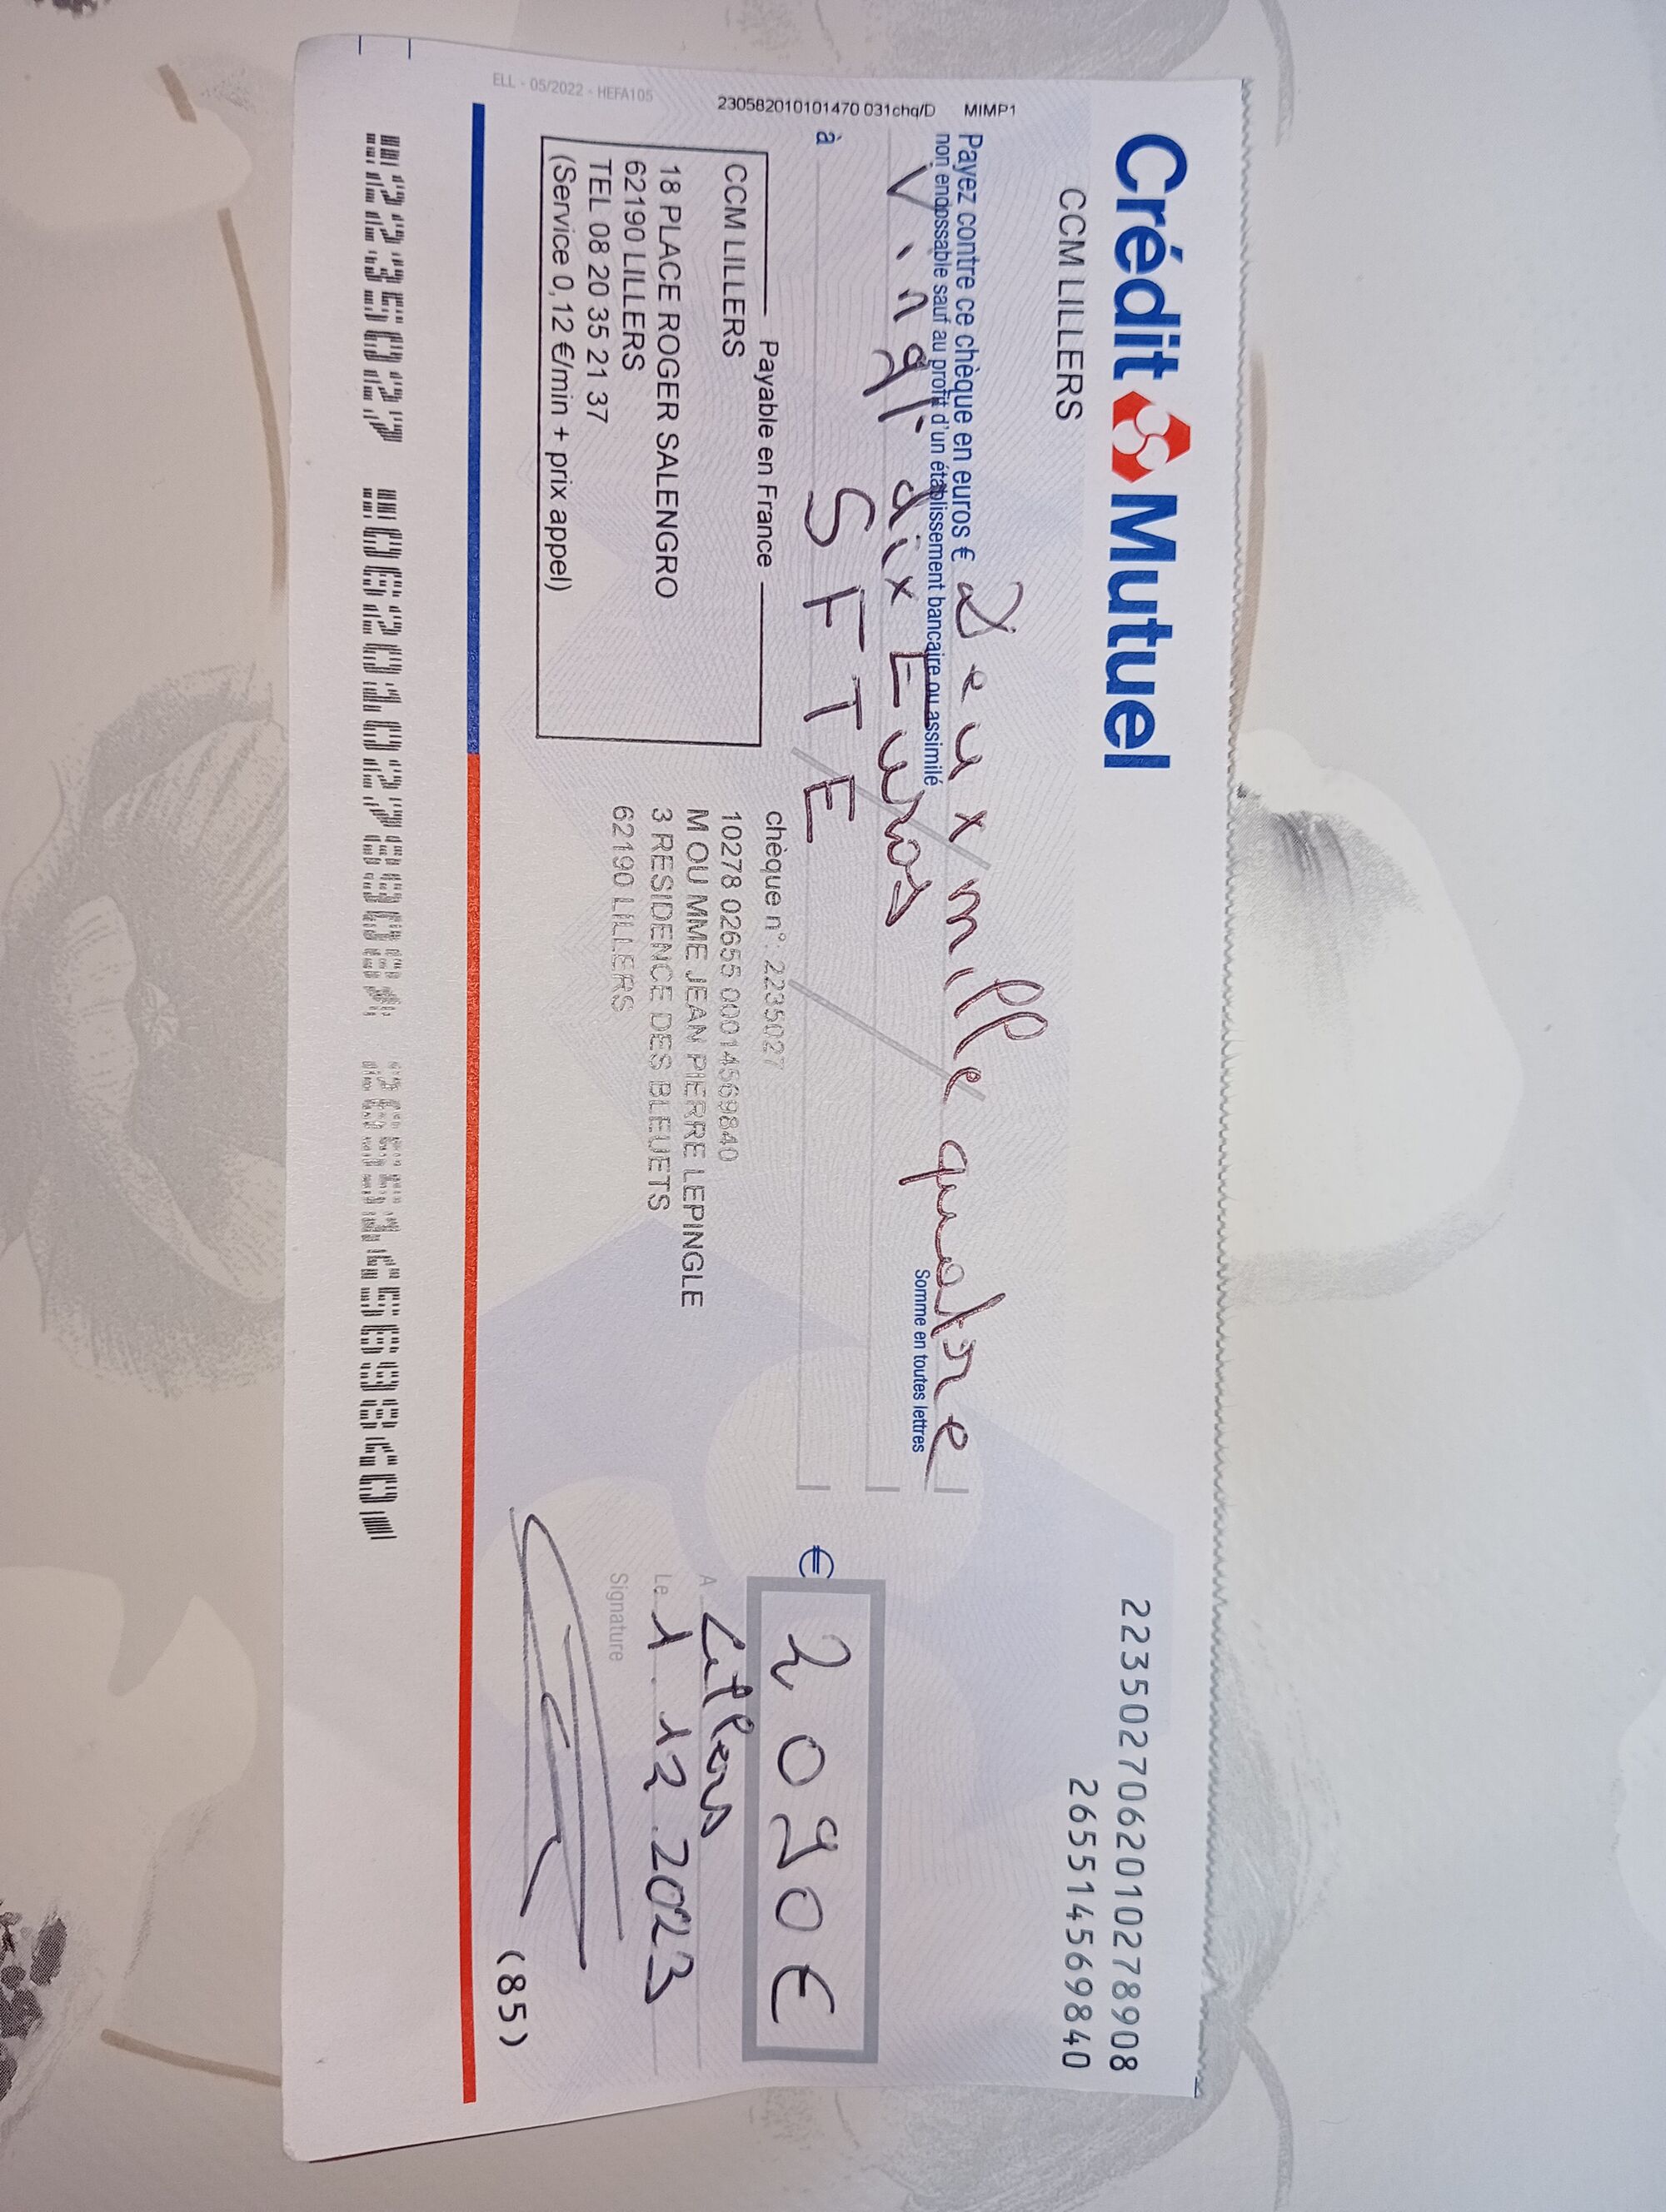 Crédit Mutuel
CCM LILLERS
2235027062010278908
265514569840
230582010101470 031chq/D MIMP1
Payez contre ce chèque en euros € Deux mille quatre
non endossable sauf au profit d'un établissement bancaire ou assimilé
Somme en toutes lettres
Vingt dix Euros
à SFTE
€ 2090€
Payable en France
CCM LILLERS
18 PLACE ROGER SALENGRO
62190 LILLERS
TEL 08 20 35 21 37
(Service 0,12 €/min + prix appel)
chèque n°. 2235027
10278 02655 00014569840
M OU MME JEAN PIERRE LEPINGLE
3 RESIDENCE DES BLEUETS
62190 LILLERS
A Lillers
Le 1.12.2023
Signature
(85)
ELL - 05/2022 - HEFA105
2235027 062010278908 265514569840